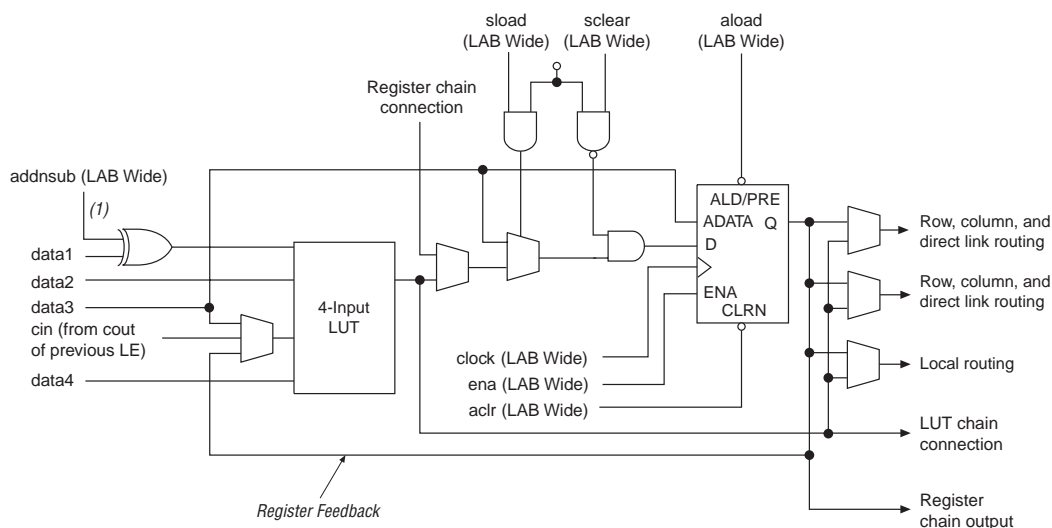 sload
(LAB Wide)
sclear
(LAB Wide)
aload
(LAB Wide)
Register chain
connection
addnsub (LAB Wide)
(1)
data1
data2
data3
cin (from cout
of previous LE)
data4
4-Input
LUT
ALD/PRE
ADATA
Q
D
ENA
CLRN
clock (LAB Wide)
ena (LAB Wide)
aclr (LAB Wide)
Row, column, and
direct link routing
Row, column, and
direct link routing
Local routing
LUT chain
connection
Register
chain output
Register Feedback